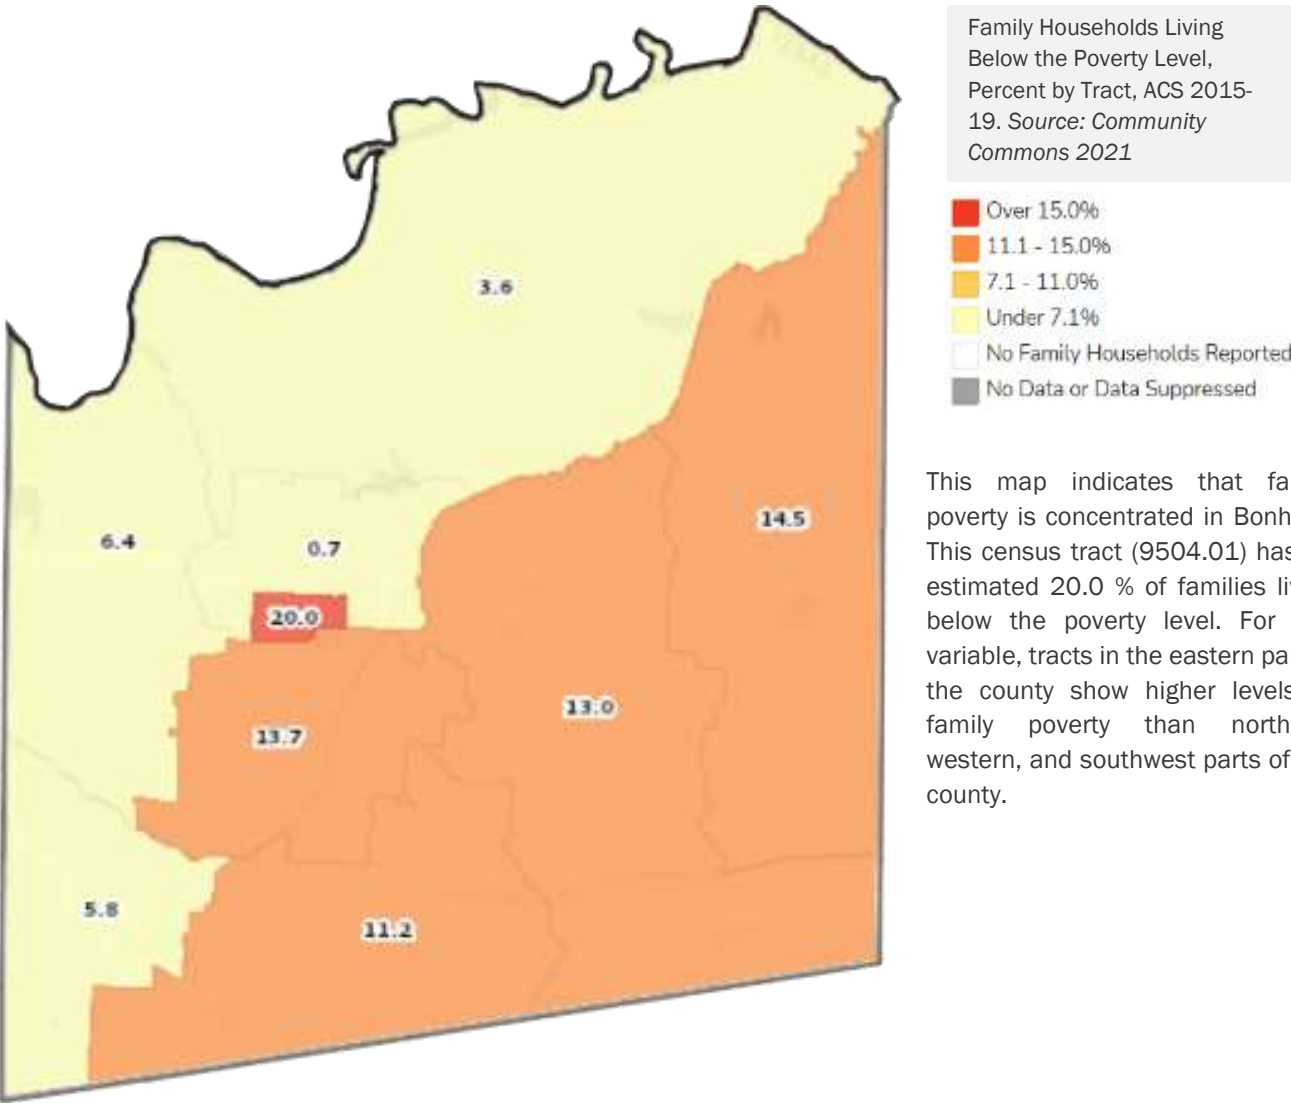 Family Households Living
Below the Poverty Level,
Percent by Tract, ACS 2015-
19. Source: Community
Commons 2021
Over 15.0%
11.1 - 15.0%
7.1 - 11.0%
Under 7.1%
No Family Households Reported
No Data or Data Suppressed
3.6
14.5
6.4
0.7
20.0
13.0
13.7
5.8
11.2
This map indicates that fa
poverty is concentrated in Bonh
This census tract (9504.01) has
estimated 20.0 % of families liv
below the poverty level. For
variable, tracts in the eastern pa
the county show higher levels
family poverty than north
western, and southwest parts of
county.